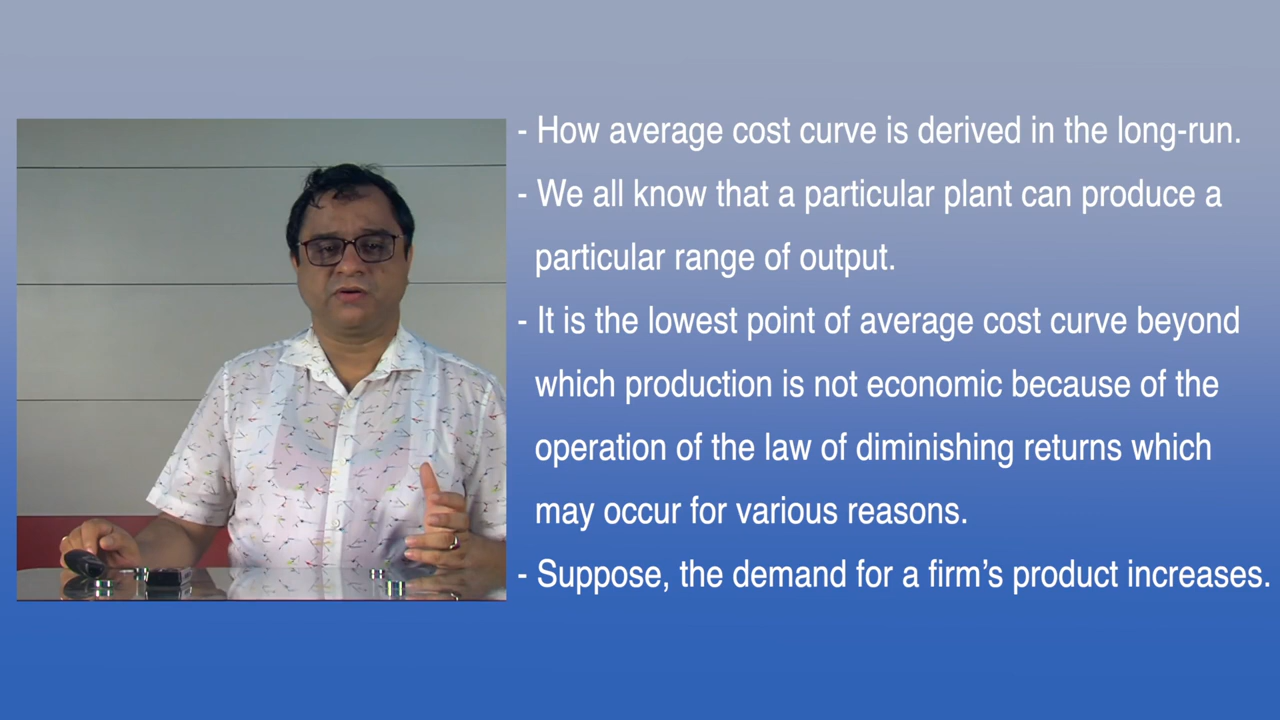 - How average cost curve is derived in the long-run.
- We all know that a particular plant can produce a
particular range of output.
- It is the lowest point of average cost curve beyond
which production is not economic because of the
operation of the law of diminishing returns which
may occur for various reasons.
- Suppose, the demand for a firm’s product increases.